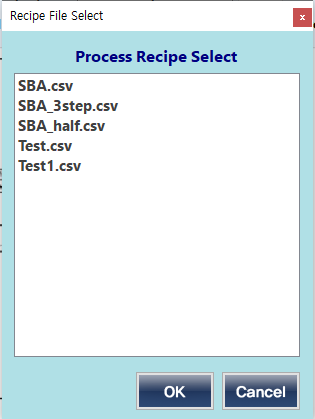 Recipe File Select
x
Process Recipe Select
SBA.csv
SBA_3step.csv
SBA_half.csv
Test.csv
Test1.csv
OK
Cancel